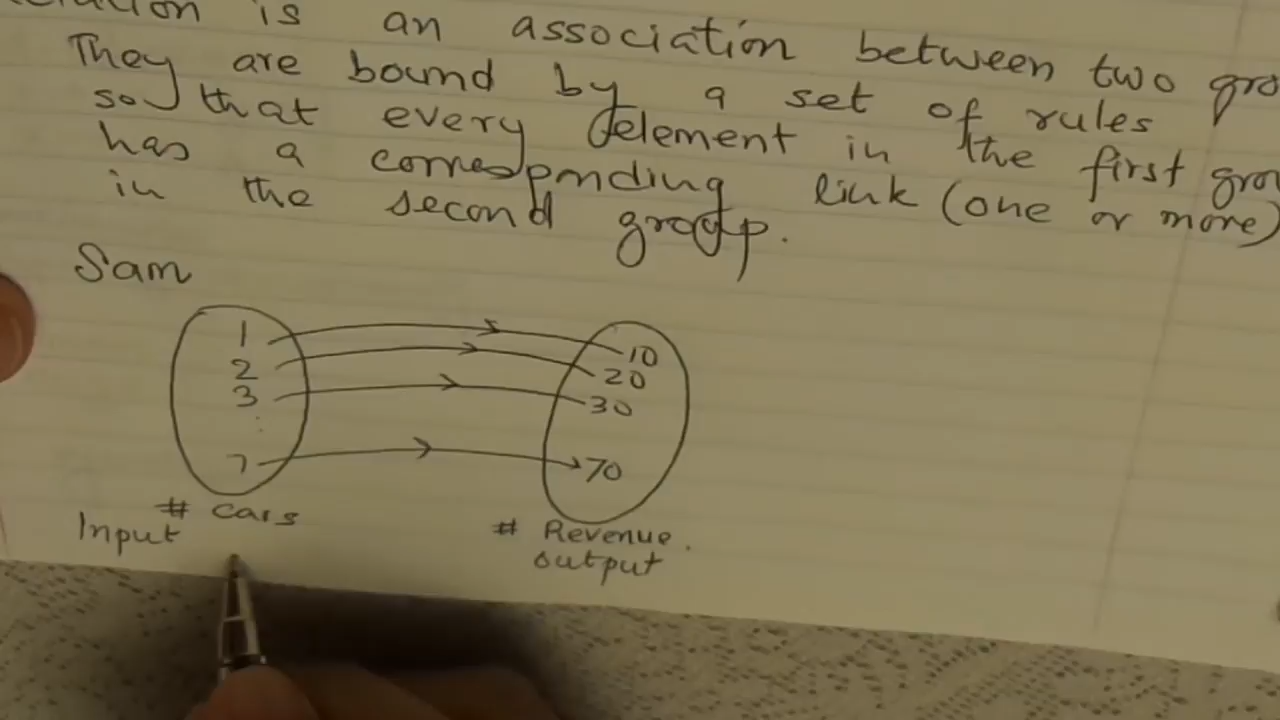 is an association between two
They are bound by a set of rules
so that every element in the first
has a corresponding link (one or more)
in the second group.
Sam
1 10
2 20
3 30
7 70
# cars
Input
# Revenue.
output